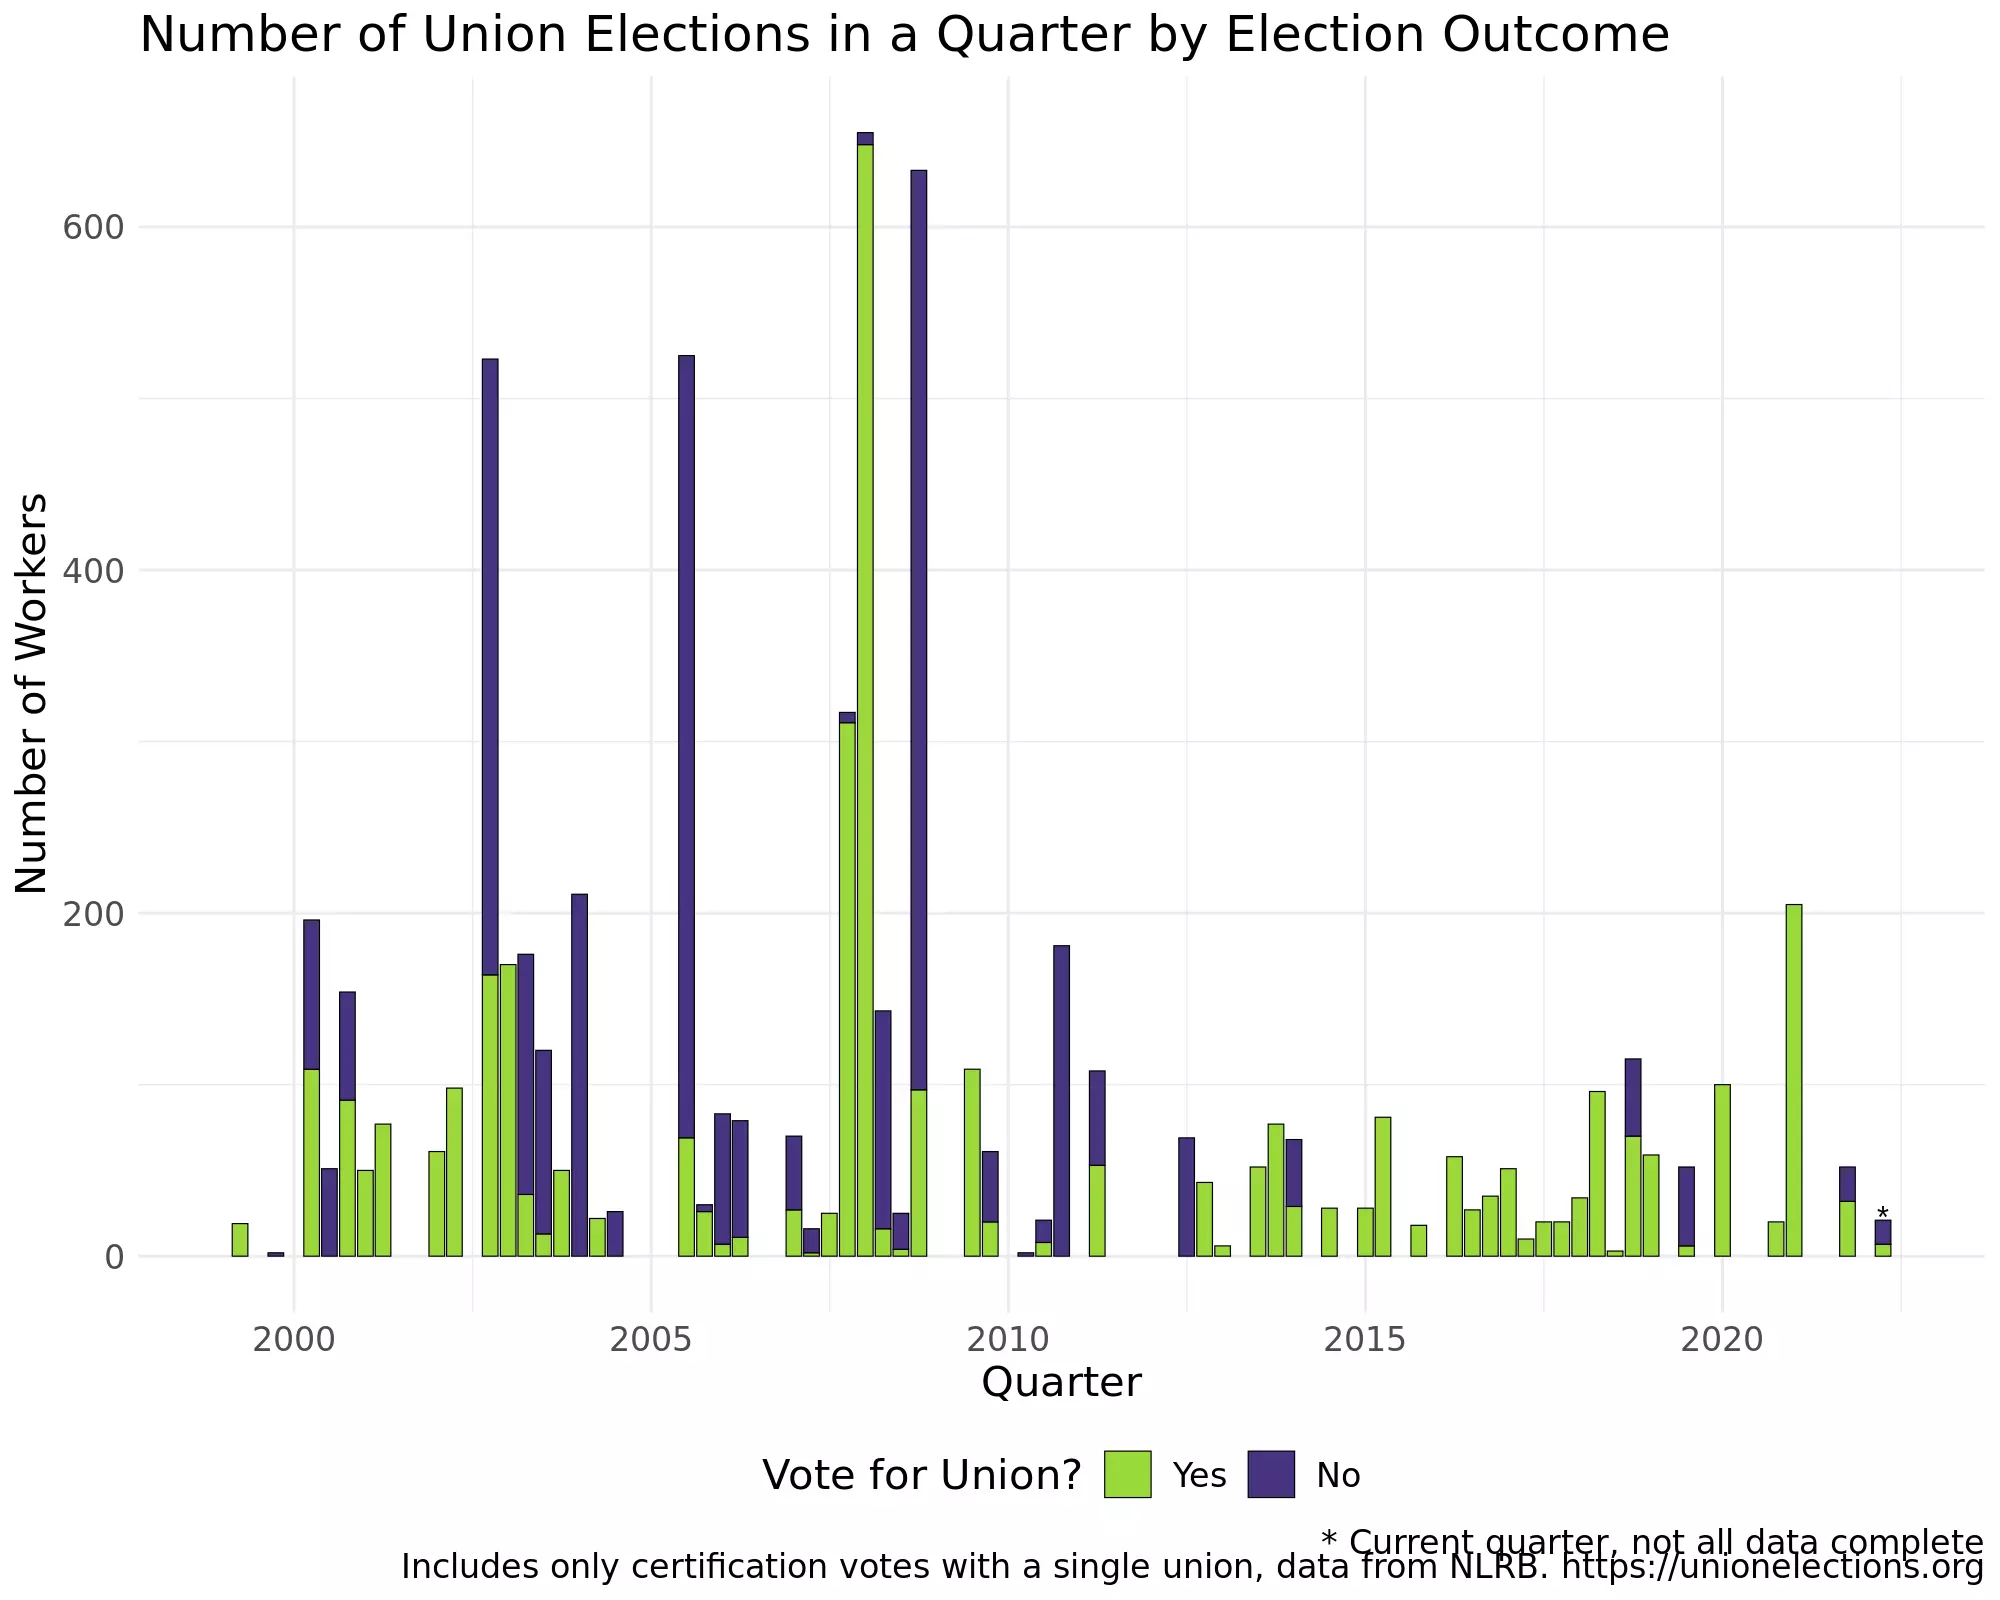 Number of Union Elections in a Quarter by Election Outcome
Number of Workers
600
400
200
0
*
2000 2005 2010 2015 2020
Quarter
Vote for Union? Yes No
* Current quarter, not all data complete
Includes only certification votes with a single union, data from NLRB. https://unionelections.org